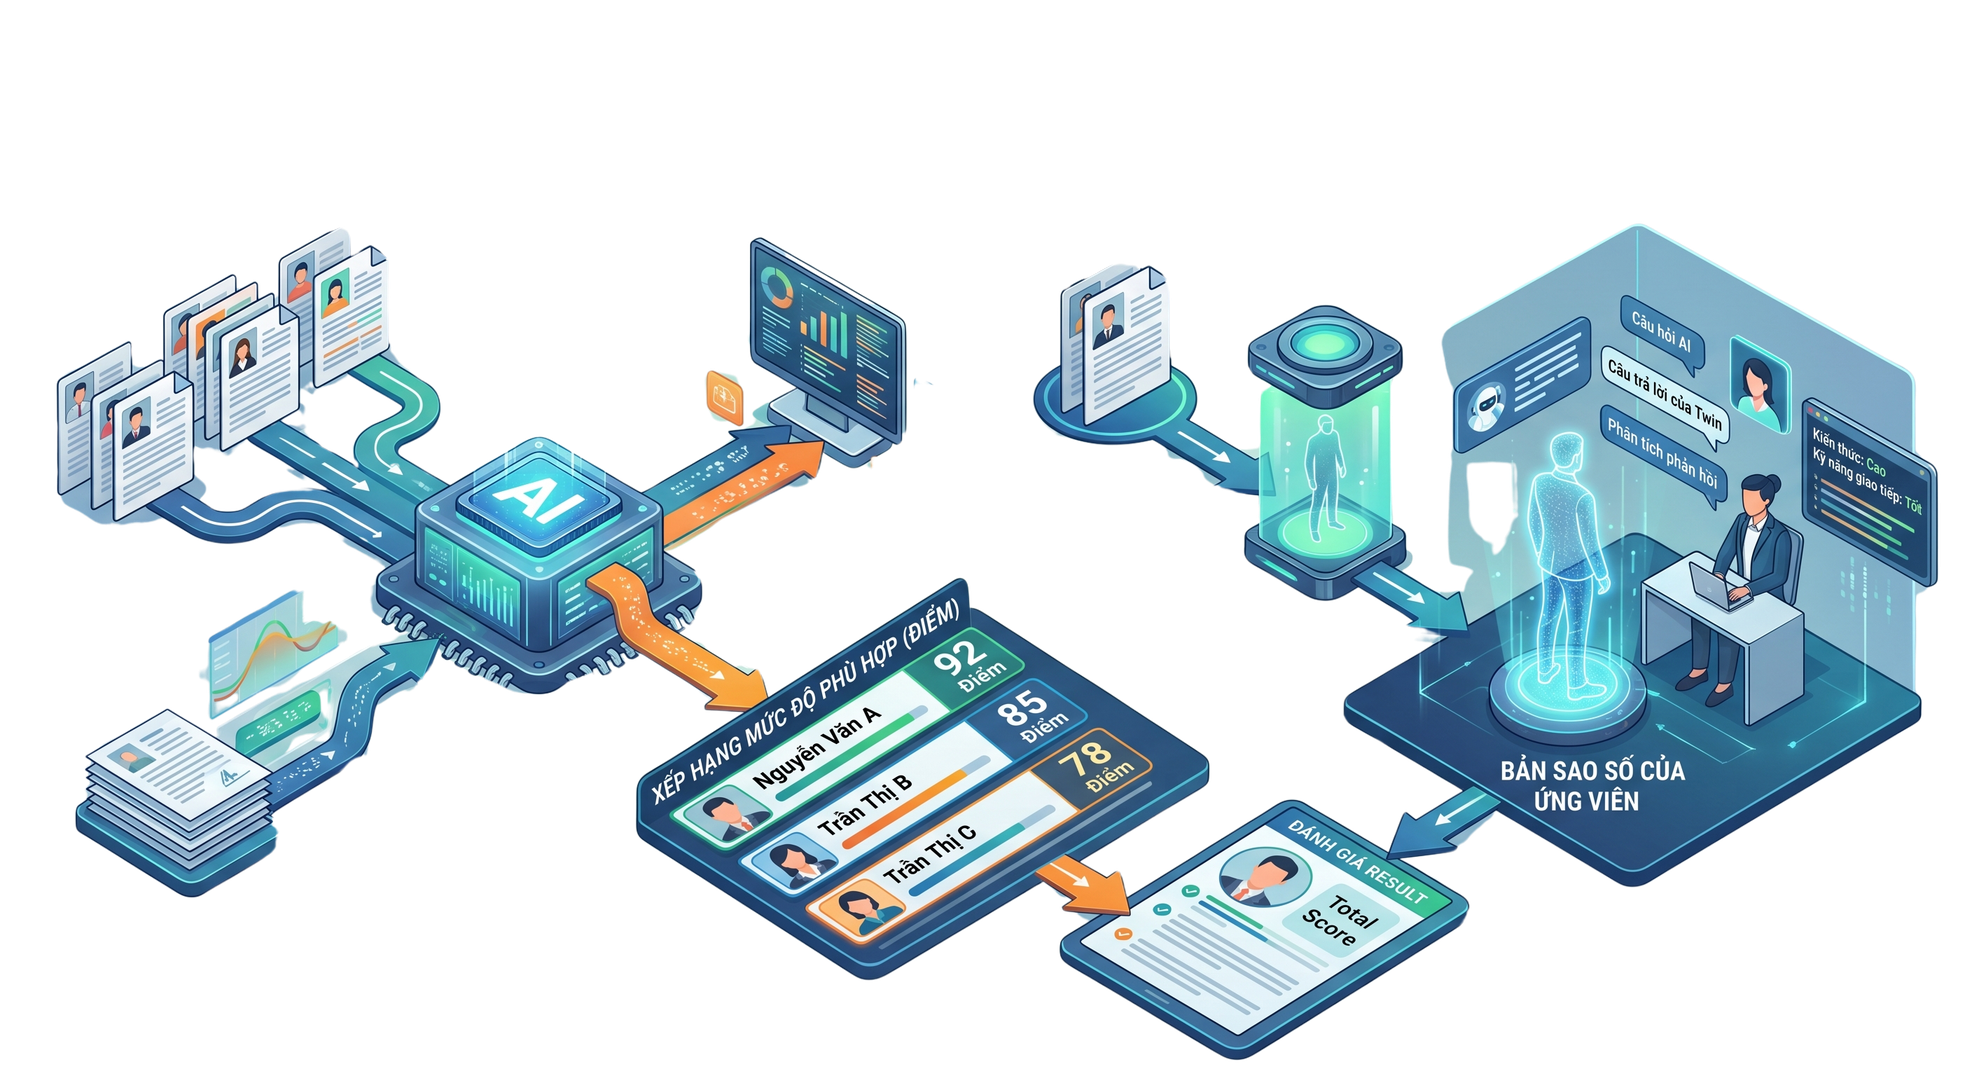 AI
XẾP HẠNG MỨC ĐỘ PHÙ HỢP (ĐIỂM)
Nguyễn Văn A
92
Điểm
Trần Thị B
85
Điểm
Trần Thị C
78
Điểm
Câu hỏi AI
Câu trả lời của Twin
Phân tích phản hồi
Kiến thức: Cao
Kỹ năng giao tiếp: Tốt
BẢN SAO SỐ CỦA
ỨNG VIÊN
ĐÁNH GIÁ RESULT
Total
Score